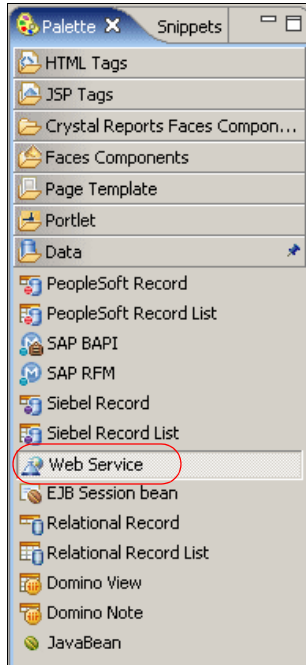 Palette Snippets
HTML Tags
JSP Tags
Crystal Reports Faces Compon...
Faces Components
Page Template
Portlet
Data
PeopleSoft Record
PeopleSoft Record List
SAP BAPI
SAP RFM
Siebel Record
Siebel Record List
Web Service
EJB Session bean
Relational Record
Relational Record List
Domino View
Domino Note
JavaBean